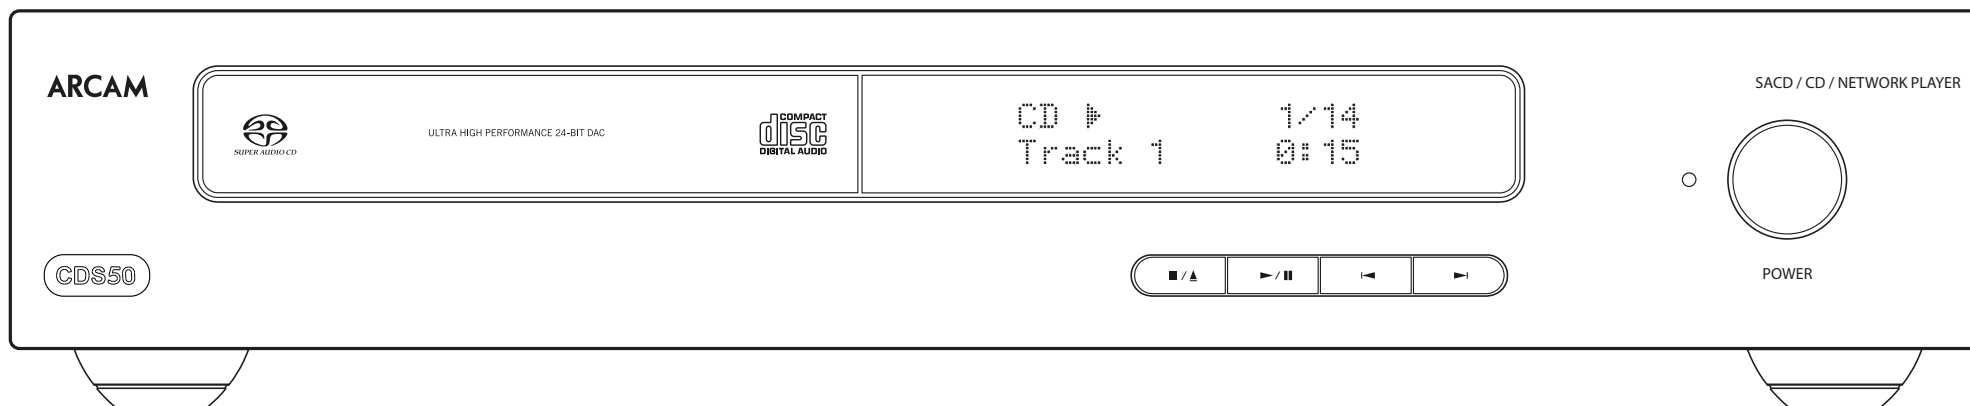 ARCAM
SUPER AUDIO CD
ULTRA HIGH PERFORMANCE 24-BIT DAC
COMPACT
disc
DIGITAL AUDIO
CD 1/14
Track 1 0:15
SACD / CD / NETWORK PLAYER
CDS50
POWER